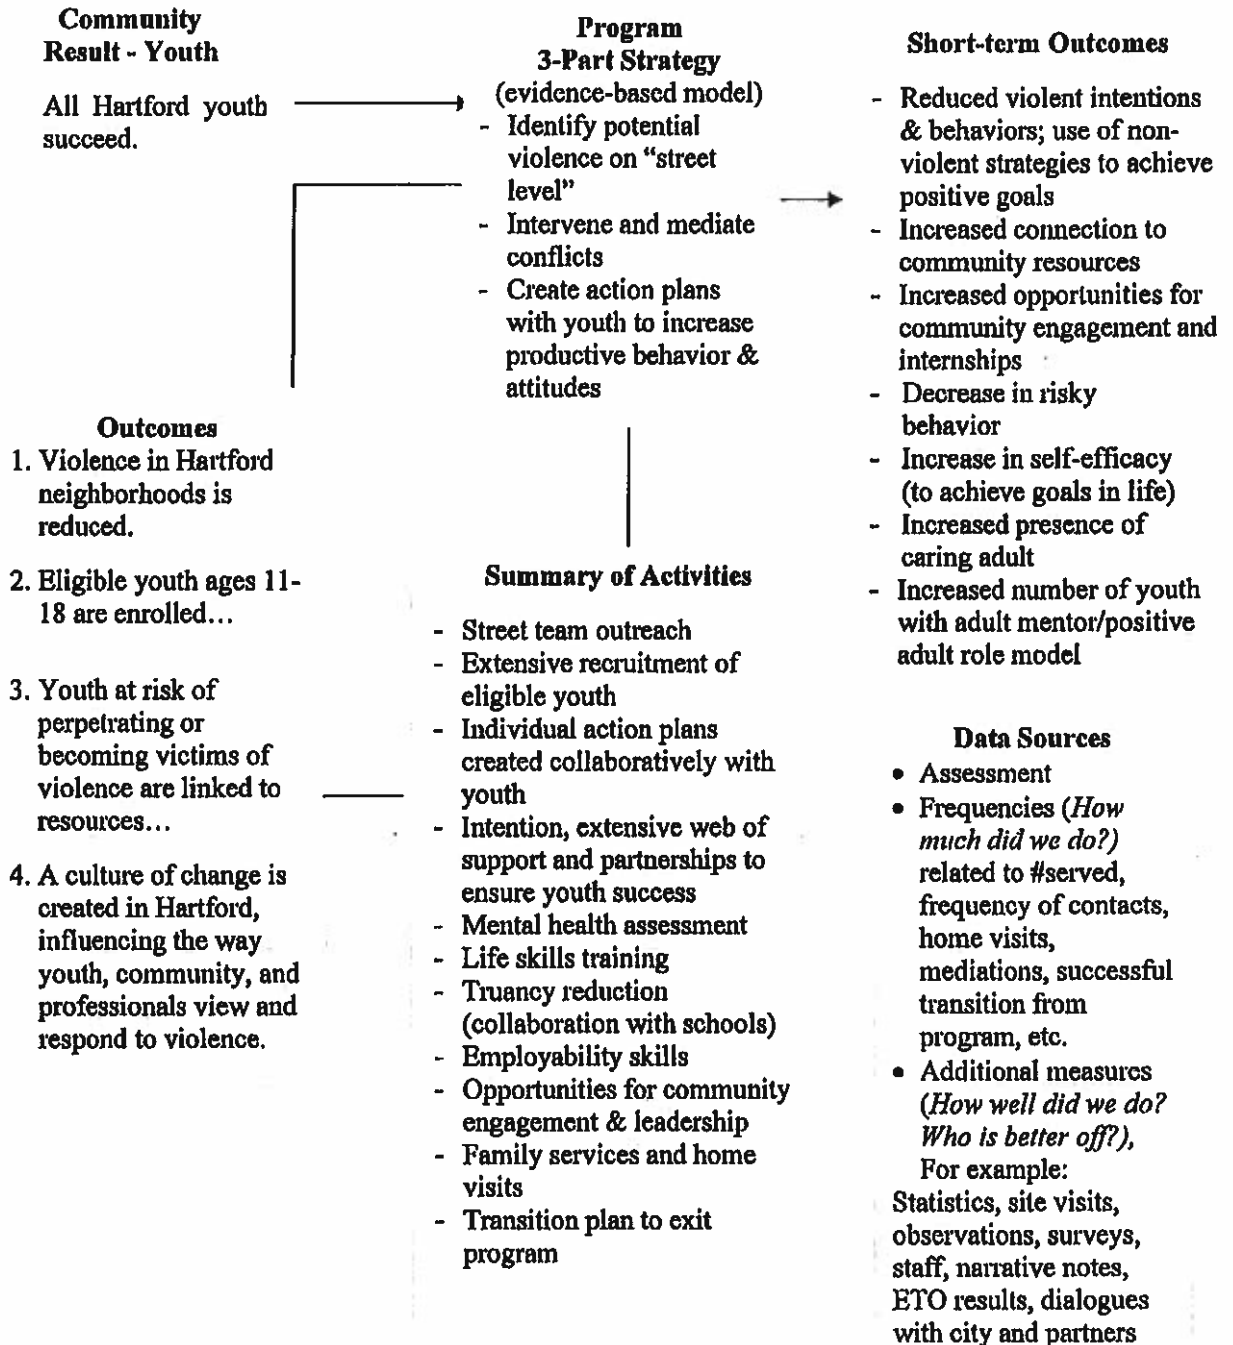 Community
Result - Youth
All Hartford youth
succeed.
Program
3-Part Strategy
(evidence-based model)
- Identify potential
violence on “street
level”
- Intervene and mediate
conflicts
- Create action plans
with youth to increase
productive behavior &
attitudes
Short-term Outcomes
- Reduced violent intentions
& behaviors; use of non-
violent strategies to achieve
positive goals
- Increased connection to
community resources
- Increased opportunities for
community engagement and
internships
- Decrease in risky
behavior
- Increase in self-efficacy
(to achieve goals in life)
- Increased presence of
caring adult
- Increased number of youth
with adult mentor/positive
adult role model
Outcomes
1. Violence in Hartford
neighborhoods is
reduced.
2. Eligible youth ages 11-
18 are enrolled…
3. Youth at risk of
perpetrating or
becoming victims of
violence are linked to
resources…
4. A culture of change is
created in Hartford,
influencing the way
youth, community, and
professionals view and
respond to violence.
Summary of Activities
- Street team outreach
- Extensive recruitment of
eligible youth
- Individual action plans
created collaboratively with
youth
- Intention, extensive web of
support and partnerships to
ensure youth success
- Mental health assessment
- Life skills training
- Truancy reduction
(collaboration with schools)
- Employability skills
- Opportunities for community
engagement & leadership
- Family services and home
visits
- Transition plan to exit
program
Data Sources
• Assessment
• Frequencies (How
much did we do?)
related to #served,
frequency of contacts,
home visits,
mediations, successful
transition from
program, etc.
• Additional measures
(How well did we do?
Who is better off?),
For example:
Statistics, site visits,
observations, surveys,
staff, narrative notes,
ETO results, dialogues
with city and partners